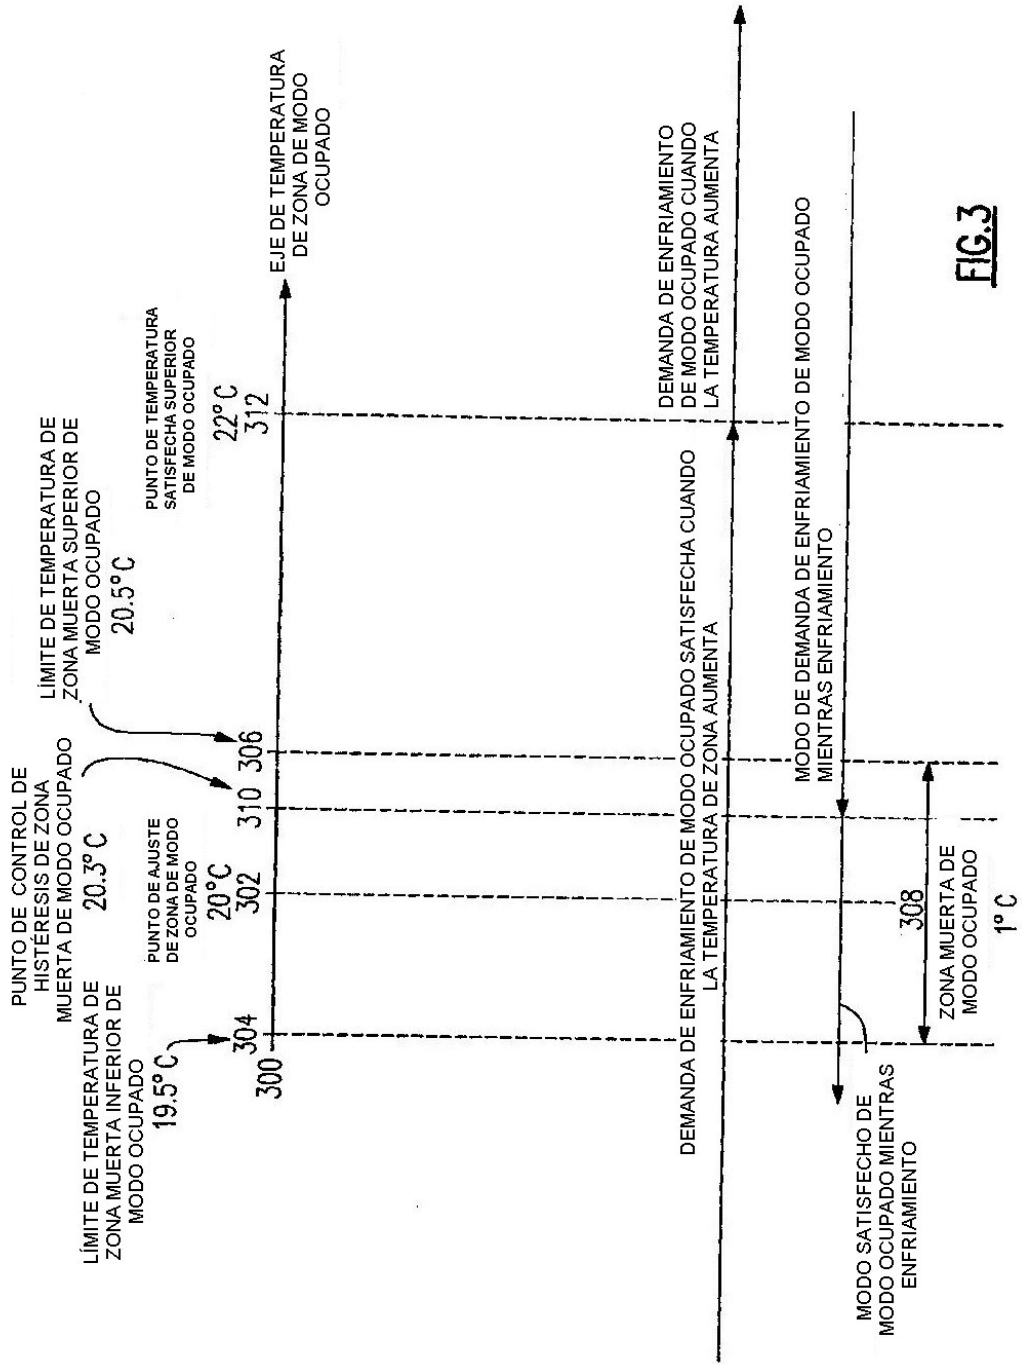 PUNTO DE CONTROL DE
HISTÉRESIS DE ZONA
MUERTA DE MODO OCUPADO
20.3°C
LÍMITE DE TEMPERATURA DE
ZONA MUERTA SUPERIOR DE
MODO OCUPADO
20.5°C
LÍMITE DE TEMPERATURA DE
ZONA MUERTA INFERIOR DE
MODO OCUPADO
19.5°C
PUNTO DE AJUSTE
DE ZONA DE MODO
OCUPADO
20°C
PUNTO DE TEMPERATURA
SATISFECHA SUPERIOR
DE MODO OCUPADO
22°C
300
304
302
310
306
312
EJE DE TEMPERATURA
DE ZONA DE MODO
OCUPADO
DEMANDA DE ENFRIAMIENTO DE MODO OCUPADO SATISFECHA CUANDO
LA TEMPERATURA DE ZONA AUMENTA
DEMANDA DE ENFRIAMIENTO
DE MODO OCUPADO CUANDO
LA TEMPERATURA AUMENTA
MODO DE DEMANDA DE ENFRIAMIENTO DE MODO OCUPADO
MIENTRAS ENFRIAMIENTO
MODO SATISFECHO DE
MODO OCUPADO MIENTRAS
ENFRIAMIENTO
308
ZONA MUERTA DE
MODO OCUPADO
1°C
FIG.3